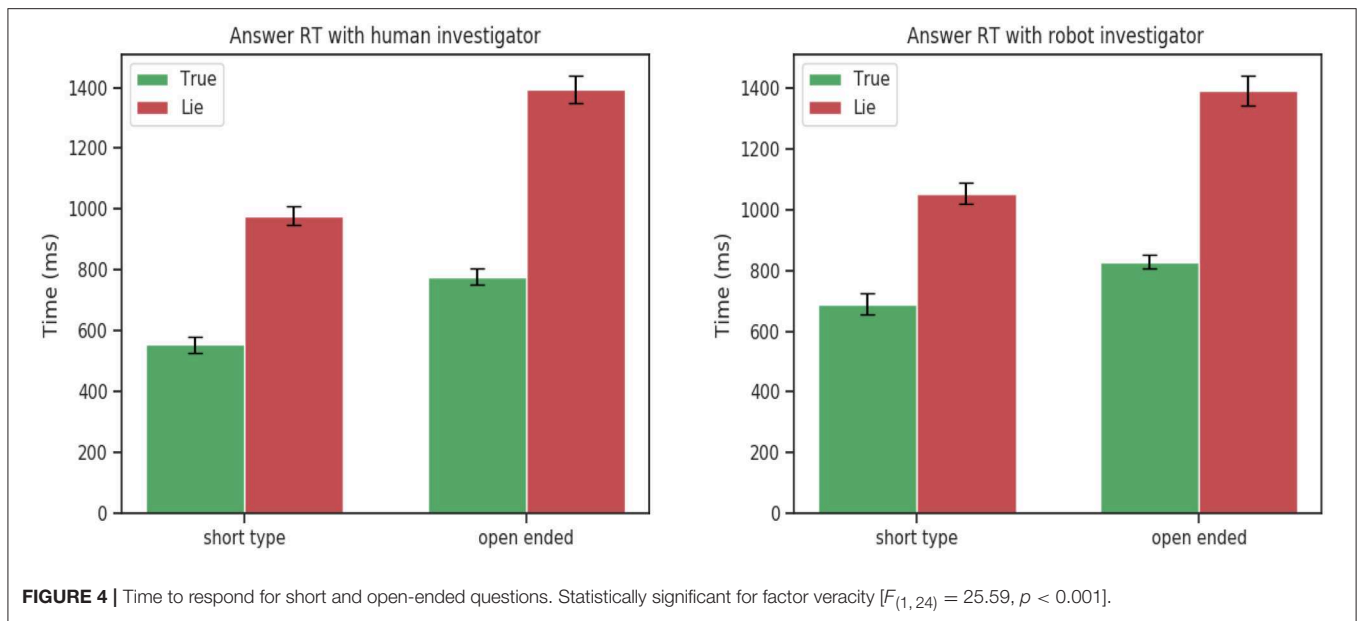 Answer RT with human investigator
True
Lie
1400
1200
1000
800
600
400
200
0
Time (ms)
short type
open ended
Answer RT with robot investigator
True
Lie
1400
1200
1000
800
600
400
200
0
Time (ms)
short type
open ended
FIGURE 4 | Time to respond for short and open-ended questions. Statistically significant for factor veracity [F(1, 24) = 25.59, p < 0.001].